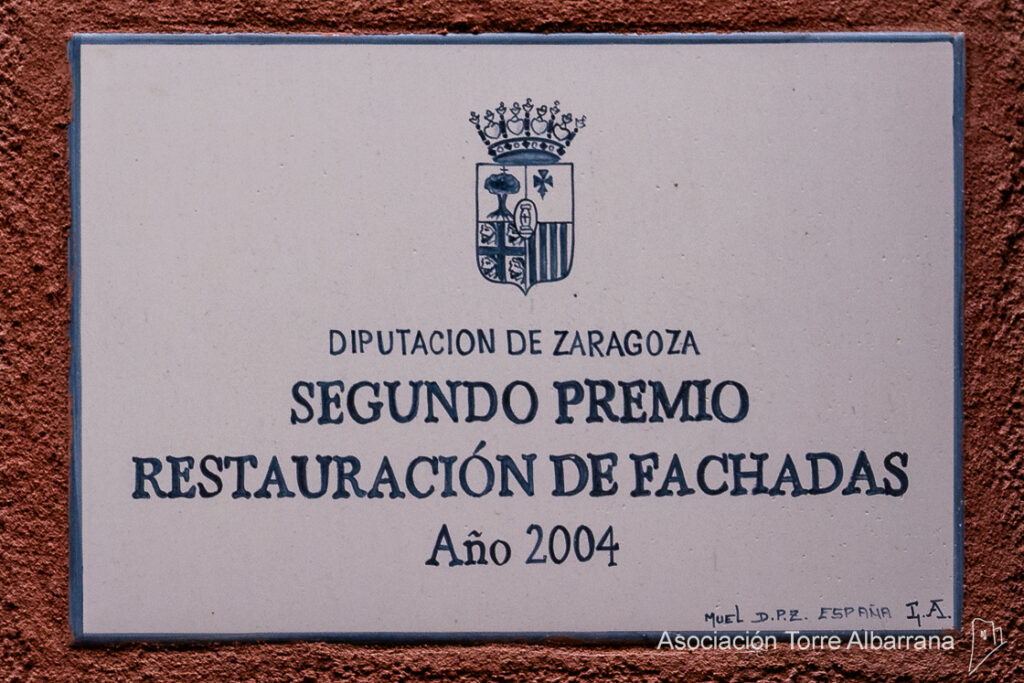 DIPUTACION DE ZARAGOZA
SEGUNDO PREMIO
RESTAURACIÓN DE FACHADAS
Año 2004
MUEL D.P.Z. ESPAÑA I.A.
Asociación Torre Albarrana